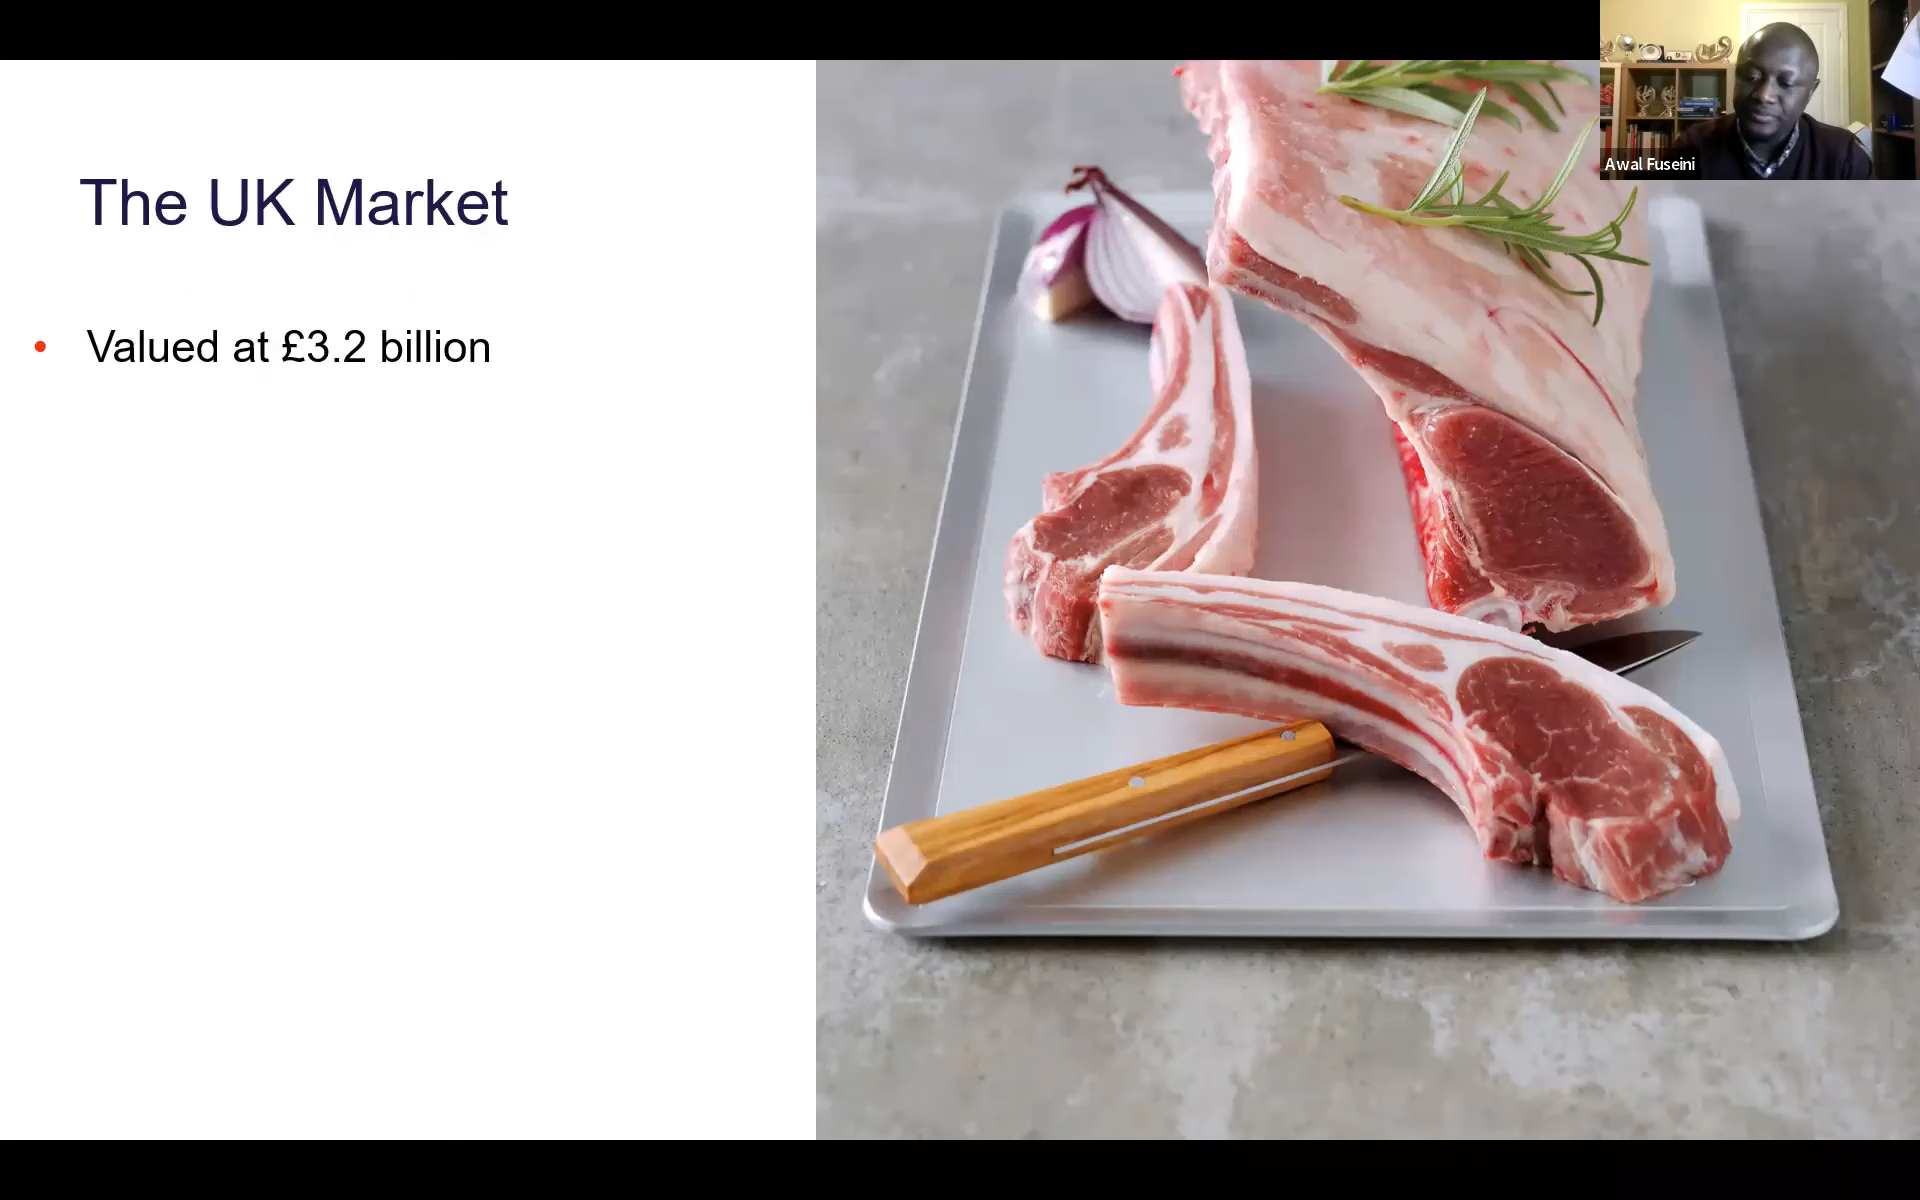 The UK Market
• Valued at £3.2 billion
Awal Fuseini